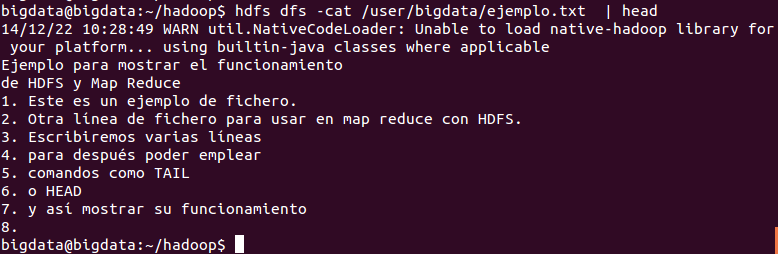 bigdata@bigdata:~/hadoop$ hdfs dfs -cat /user/bigdata/ejemplo.txt  | head
14/12/22 10:28:49 WARN util.NativeCodeLoader: Unable to load native-hadoop library for
 your platform... using builtin-java classes where applicable
Ejemplo para mostrar el funcionamiento
de HDFS y Map Reduce
1. Este es un ejemplo de fichero.
2. Otra línea de fichero para usar en map reduce con HDFS.
3. Escribiremos varias líneas
4. para después poder emplear
5. comandos como TAIL
6. o HEAD
7. y así mostrar su funcionamiento
8.
bigdata@bigdata:~/hadoop$